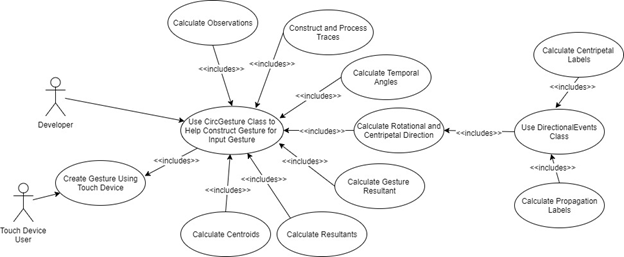 Calculate Observations
Construct and Process
Traces
Calculate Centripetal
Labels
<<includes>>
<<includes>>
<<includes>>
Calculate Temporal
Angles
<<includes>>
<<includes>>
Developer
Use CircGesture Class to
Help Construct Gesture for
Input Gesture
<<includes>>
Calculate Rotational and
Centripetal Direction
<<includes>>
Use DirectionalEvents
Class
<<includes>>
<<includes>>
<<includes>>
<<includes>>
<<includes>>
Create Gesture Using
Touch Device
Calculate Gesture
Resultant
Calculate Propagation
Labels
Touch Device
User
Calculate Centroids
Calculate Resultants